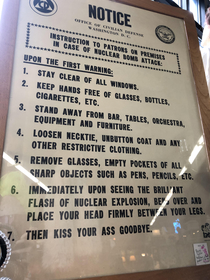 NOTICE
OFFICE OF CIVILIAN DEFENSE
WASHINGTON D.C.
INSTRUCTION TO PATRONS ON PREMISES
IN CASE OF NUCLEAR BOMB ATTACK:
UPON THE FIRST WARNING:
1. STAY CLEAR OF ALL WINDOWS.
2. KEEP HANDS FREE OF GLASSES, BOTTLES,
CIGARETTES, ETC.
3. STAND AWAY FROM BAR, TABLES, ORCHESTRA,
EQUIPMENT AND FURNITURE.
4. LOOSEN NECKTIE, UNBUTTON COAT AND ANY
OTHER RESTRICTIVE CLOTHING.
5. REMOVE GLASSES, EMPTY POCKETS OF ALL
SHARP OBJECTS SUCH AS PENS, PENCILS, ETC.
6. IMMEDIATELY UPON SEEING THE BRILLIANT
FLASH OF NUCLEAR EXPLOSION, BEND OVER AND
PLACE YOUR HEAD FIRMLY BETWEEN YOUR LEGS.
7. THEN KISS YOUR ASS GOODBYE.